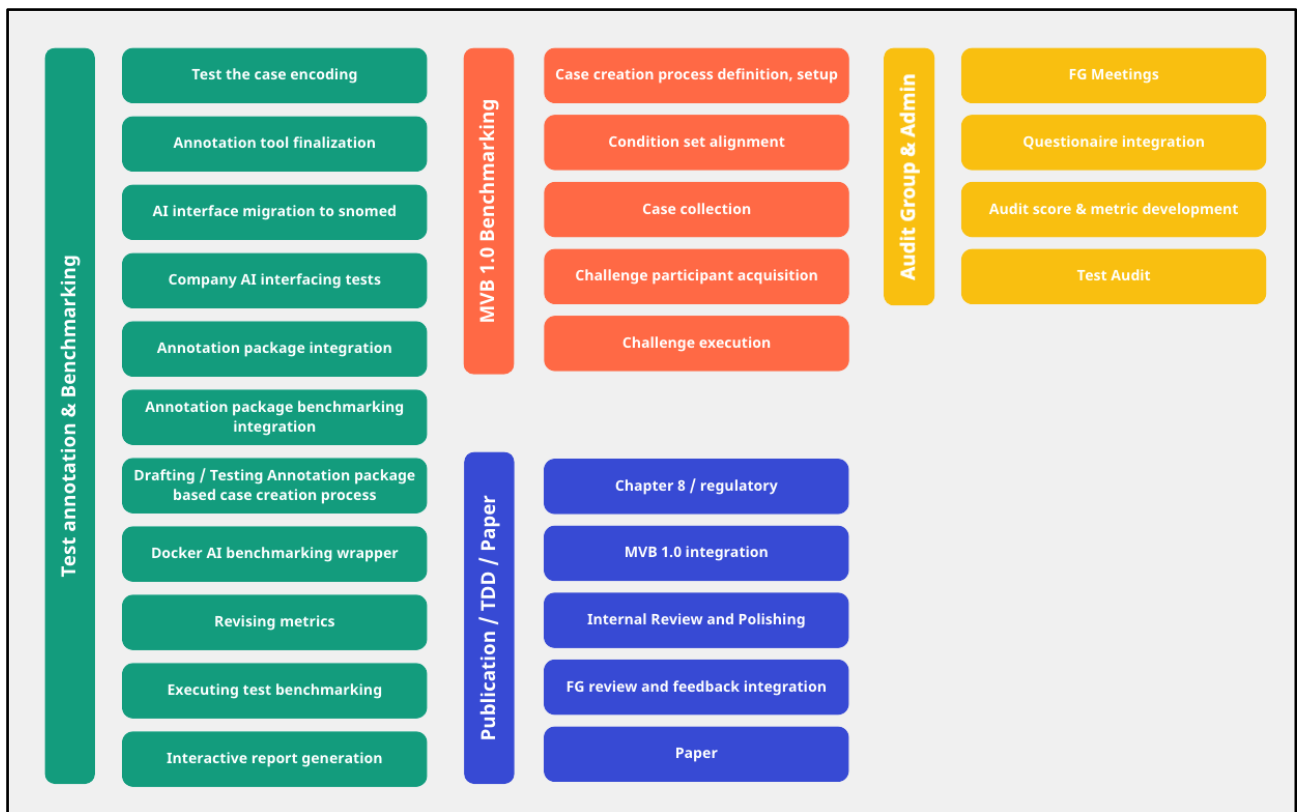 Test annotation & Benchmarking
Test the case encoding
Annotation tool finalization
AI interface migration to snomed
Company AI interfacing tests
Annotation package integration
Annotation package benchmarking
integration
Drafting / Testing Annotation package
based case creation process
Docker AI benchmarking wrapper
Revising metrics
Executing test benchmarking
Interactive report generation
MVB 1.0 Benchmarking
Case creation process definition, setup
Condition set alignment
Case collection
Challenge participant acquisition
Challenge execution
Publication / TDD / Paper
Chapter 8 / regulatory
MVB 1.0 integration
Internal Review and Polishing
FG review and feedback integration
Paper
Audit Group & Admin
FG Meetings
Questionaire integration
Audit score & metric development
Test Audit